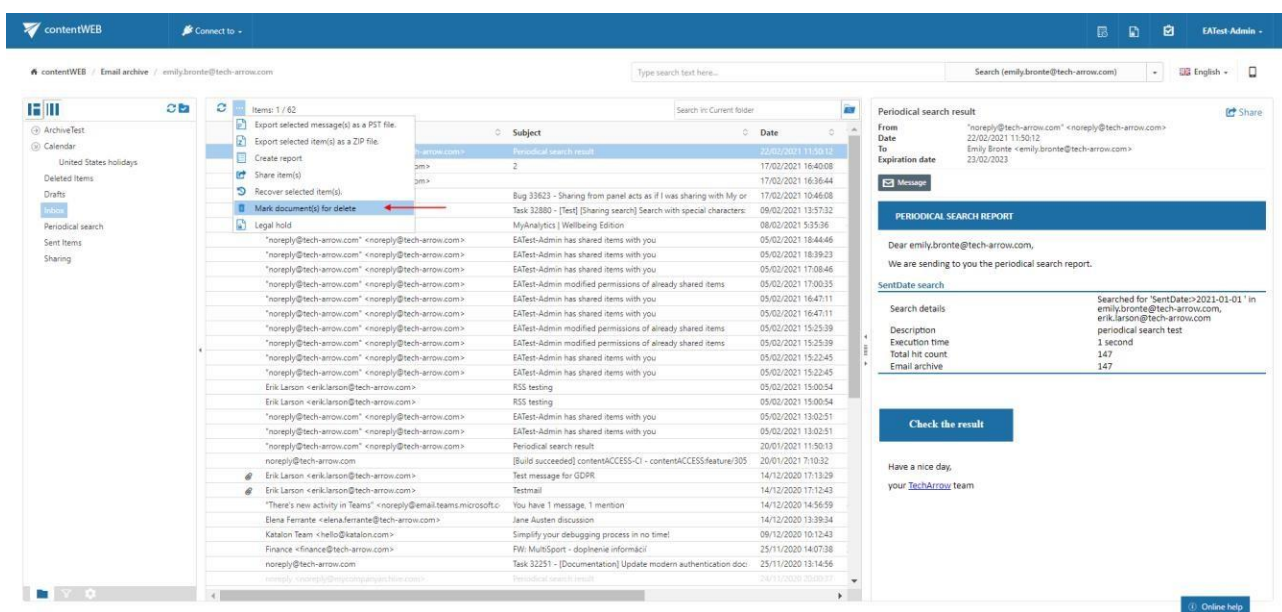 contentWEB
Connect to
EATest-Admin
contentWEB / Email archive / emily.bronte@tech-arrow.com
Type search text here...
Search (emily.bronte@tech-arrow.com)
English
ArchiveTest
Calendar
United States holidays
Deleted Items
Drafts
Inbox
Periodical search
Sent Items
Sharing
Items: 1 / 62
Search in: Current folder
Export selected message(s) as a PST file.
Export selected item(s) as a ZIP file.
Create report
Share item(s)
Recover selected item(s).
Mark document(s) for delete
Legal hold
Subject Date
h-arrow.com> Periodical search result 22/02/2021 11:50:12
om> 2 17/02/2021 16:40:08
om> 17/02/2021 16:36:44
Bug 33623 - Sharing from panel acts as if I was sharing with My or 17/02/2021 10:46:08
Task 32880 - [Test] [Sharing search] Search with special characters: 09/02/2021 13:57:32
MyAnalytics | Wellbeing Edition 08/02/2021 5:35:36
"noreply@tech-arrow.com" <noreply@tech-arrow.com> EATest-Admin has shared items with you 05/02/2021 18:44:46
"noreply@tech-arrow.com" <noreply@tech-arrow.com> EATest-Admin has shared items with you 05/02/2021 18:39:23
"noreply@tech-arrow.com" <noreply@tech-arrow.com> EATest-Admin has shared items with you 05/02/2021 17:08:46
"noreply@tech-arrow.com" <noreply@tech-arrow.com> EATest-Admin modified permissions of already shared items 05/02/2021 17:00:35
"noreply@tech-arrow.com" <noreply@tech-arrow.com> EATest-Admin has shared items with you 05/02/2021 16:47:11
"noreply@tech-arrow.com" <noreply@tech-arrow.com> EATest-Admin has shared items with you 05/02/2021 16:47:11
"noreply@tech-arrow.com" <noreply@tech-arrow.com> EATest-Admin modified permissions of already shared items 05/02/2021 15:25:39
"noreply@tech-arrow.com" <noreply@tech-arrow.com> EATest-Admin modified permissions of already shared items 05/02/2021 15:25:39
"noreply@tech-arrow.com" <noreply@tech-arrow.com> EATest-Admin has shared items with you 05/02/2021 15:22:45
"noreply@tech-arrow.com" <noreply@tech-arrow.com> EATest-Admin has shared items with you 05/02/2021 15:22:45
Erik Larson <erik.larson@tech-arrow.com> RSS testing 05/02/2021 15:00:54
Erik Larson <erik.larson@tech-arrow.com> RSS testing 05/02/2021 15:00:54
"noreply@tech-arrow.com" <noreply@tech-arrow.com> EATest-Admin has shared items with you 05/02/2021 13:02:51
"noreply@tech-arrow.com" <noreply@tech-arrow.com> EATest-Admin has shared items with you 05/02/2021 13:02:51
"noreply@tech-arrow.com" <noreply@tech-arrow.com> Periodical search result 20/01/2021 11:50:13
noreply@tech-arrow.com [Build succeeded] contentACCESS-CI - contentACCESS:feature/305 20/01/2021 7:10:32
Erik Larson <erik.larson@tech-arrow.com> Test message for GDPR 14/12/2020 17:13:29
Erik Larson <erik.larson@tech-arrow.com> Testmail 14/12/2020 17:12:43
"There's new activity in Teams" <noreply@email.teams.microsoft.c You have 1 message, 1 mention 14/12/2020 14:56:59
Elena Ferrante <elena.ferrante@tech-arrow.com> Jane Austen discussion 14/12/2020 13:39:34
Katalon Team <hello@katalon.com> Simplify your debugging process in no time! 09/12/2020 10:12:43
Finance <finance@tech-arrow.com> FW: MultiSport - doplnenie informácií 25/11/2020 14:07:38
noreply@tech-arrow.com Task 32251 - [Documentation] Update modern authentication doc: 25/11/2020 13:14:56
Periodical search result
Periodical search result
Share
From "noreply@tech-arrow.com" <noreply@tech-arrow.com>
Date 22/02/2021 11:50:12
To Emily Bronte <emily.bronte@tech-arrow.com>
Expiration date 23/02/2023
Message
PERIODICAL SEARCH REPORT
Dear emily.bronte@tech-arrow.com,
We are sending to you the periodical search report.
SentDate search
Search details Searched for 'SentDate:>2021-01-01 ' in
emily.bronte@tech-arrow.com,
erik.larson@tech-arrow.com
Description periodical search test
Execution time 1 second
Total hit count 147
Email archive 147
Check the result
Have a nice day,
your TechArrow team
Online help